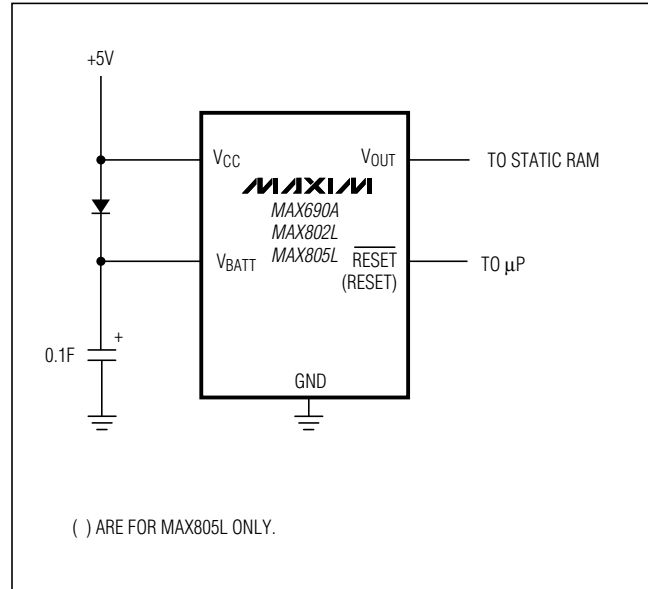 +5V
VCC
VOUT
TO STATIC RAM
MAXIM
MAX690A
MAX802L
MAX805L
VBATT
RESET
(RESET)
TO µP
0.1F
+
GND
( ) ARE FOR MAX805L ONLY.